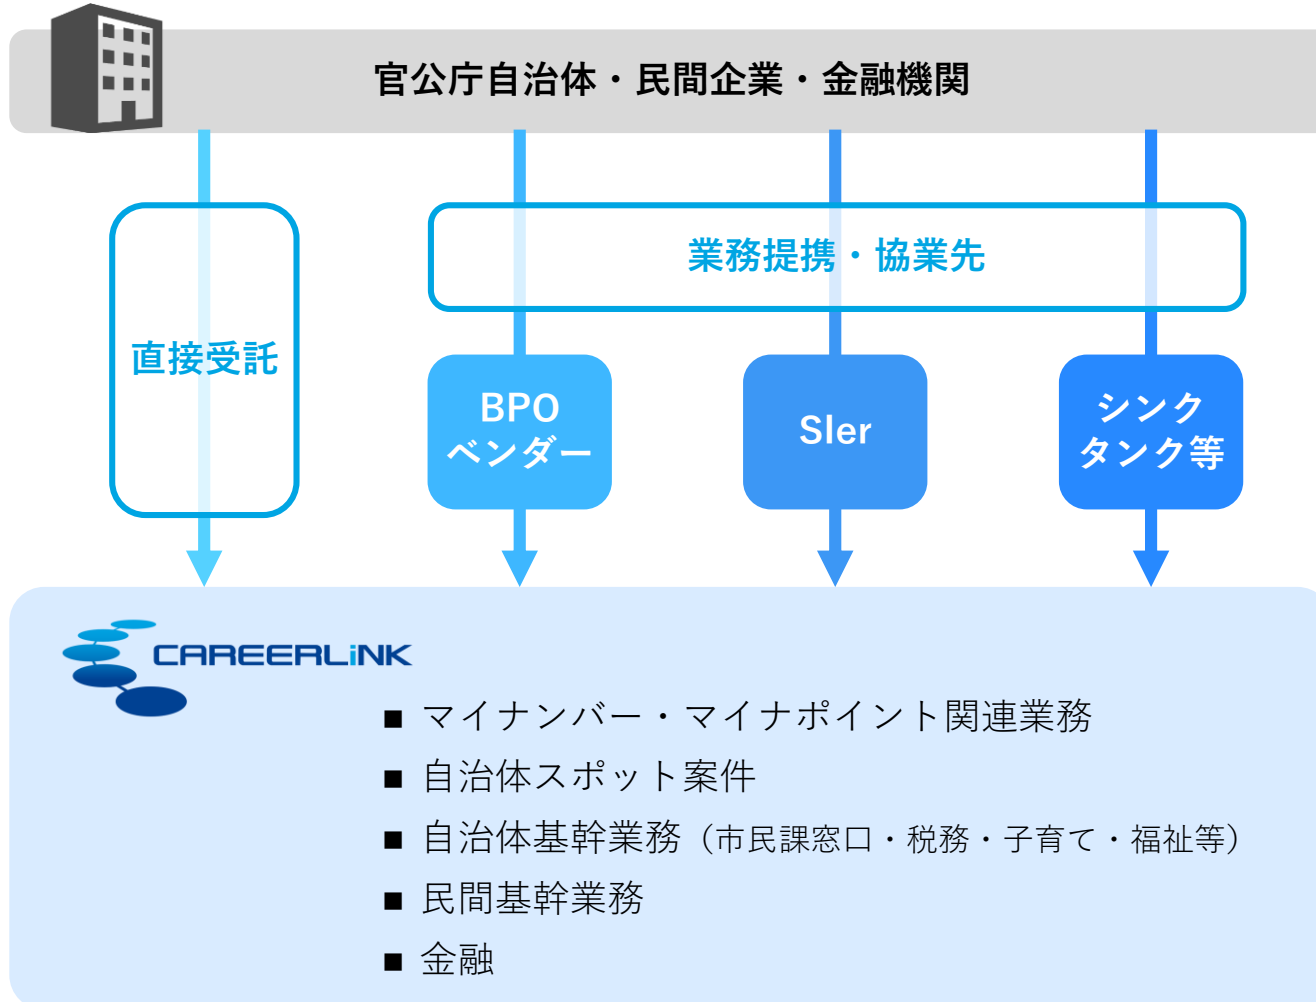 官公庁自治体・民間企業・金融機関
直接受託
業務提携・協業先
BPO
ベンダー
SIer
シンク
タンク等
CAREERLiNK
■ マイナンバー・マイナポイント関連業務
■ 自治体スポット案件
■ 自治体基幹業務（市民課窓口・税務・子育て・福祉等）
■ 民間基幹業務
■ 金融